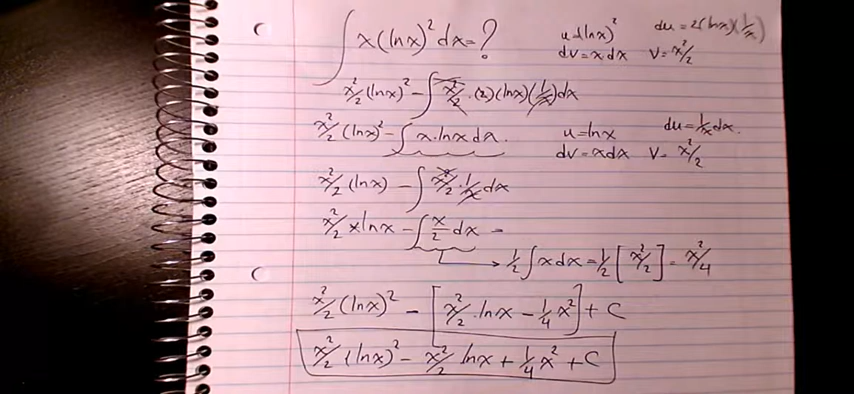 ∫ x(lnx)² dx = ?
u = (lnx)² du = 2(lnx)(1/x)
dv = x dx v = x²/2
x²/2 (lnx)² - ∫ x²/2 · (2)(lnx)(1/x)dx
x²/2 (lnx)² - ∫ x·lnx dx.
u = lnx du = 1/x dx.
dv = x dx v = x²/2
x²/2 (lnx) - ∫ x²/2 · 1/x dx
x²/2 × lnx - ∫ x/2 dx =
→ 1/2 ∫ x dx = 1/2 [x²/2] = x²/4
x²/2 (lnx)² - [x²/2 · lnx - 1/4 x²] + C
x²/2 (lnx)² - x²/2 lnx + 1/4 x² + C